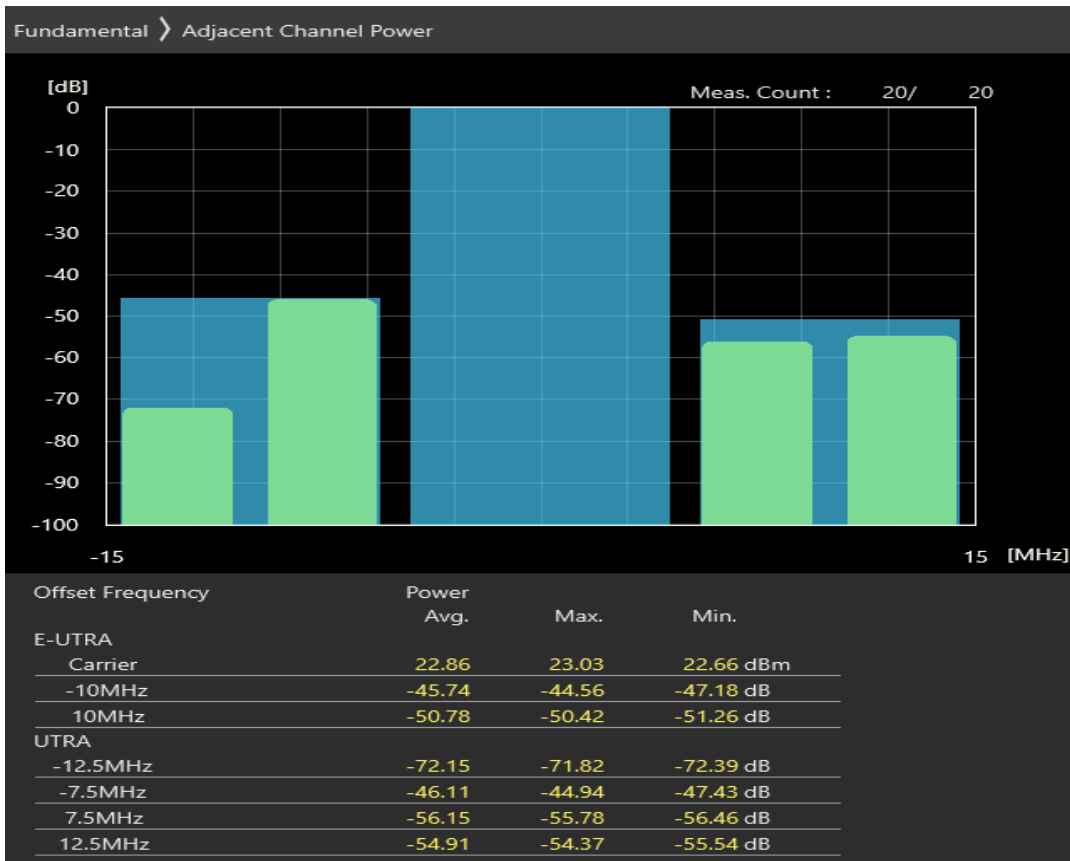 Fundamental 〉 Adjacent Channel Power
[dB]
Meas. Count : 20/ 20
0
-10
-20
-30
-40
-50
-60
-70
-80
-90
-100
-15 15 [MHz]
Offset Frequency Power
Avg. Max. Min.
E-UTRA
Carrier 22.86 23.03 22.66 dBm
-10MHz -45.74 -44.56 -47.18 dB
10MHz -50.78 -50.42 -51.26 dB
UTRA
-12.5MHz -72.15 -71.82 -72.39 dB
-7.5MHz -46.11 -44.94 -47.43 dB
7.5MHz -56.15 -55.78 -56.46 dB
12.5MHz -54.91 -54.37 -55.54 dB